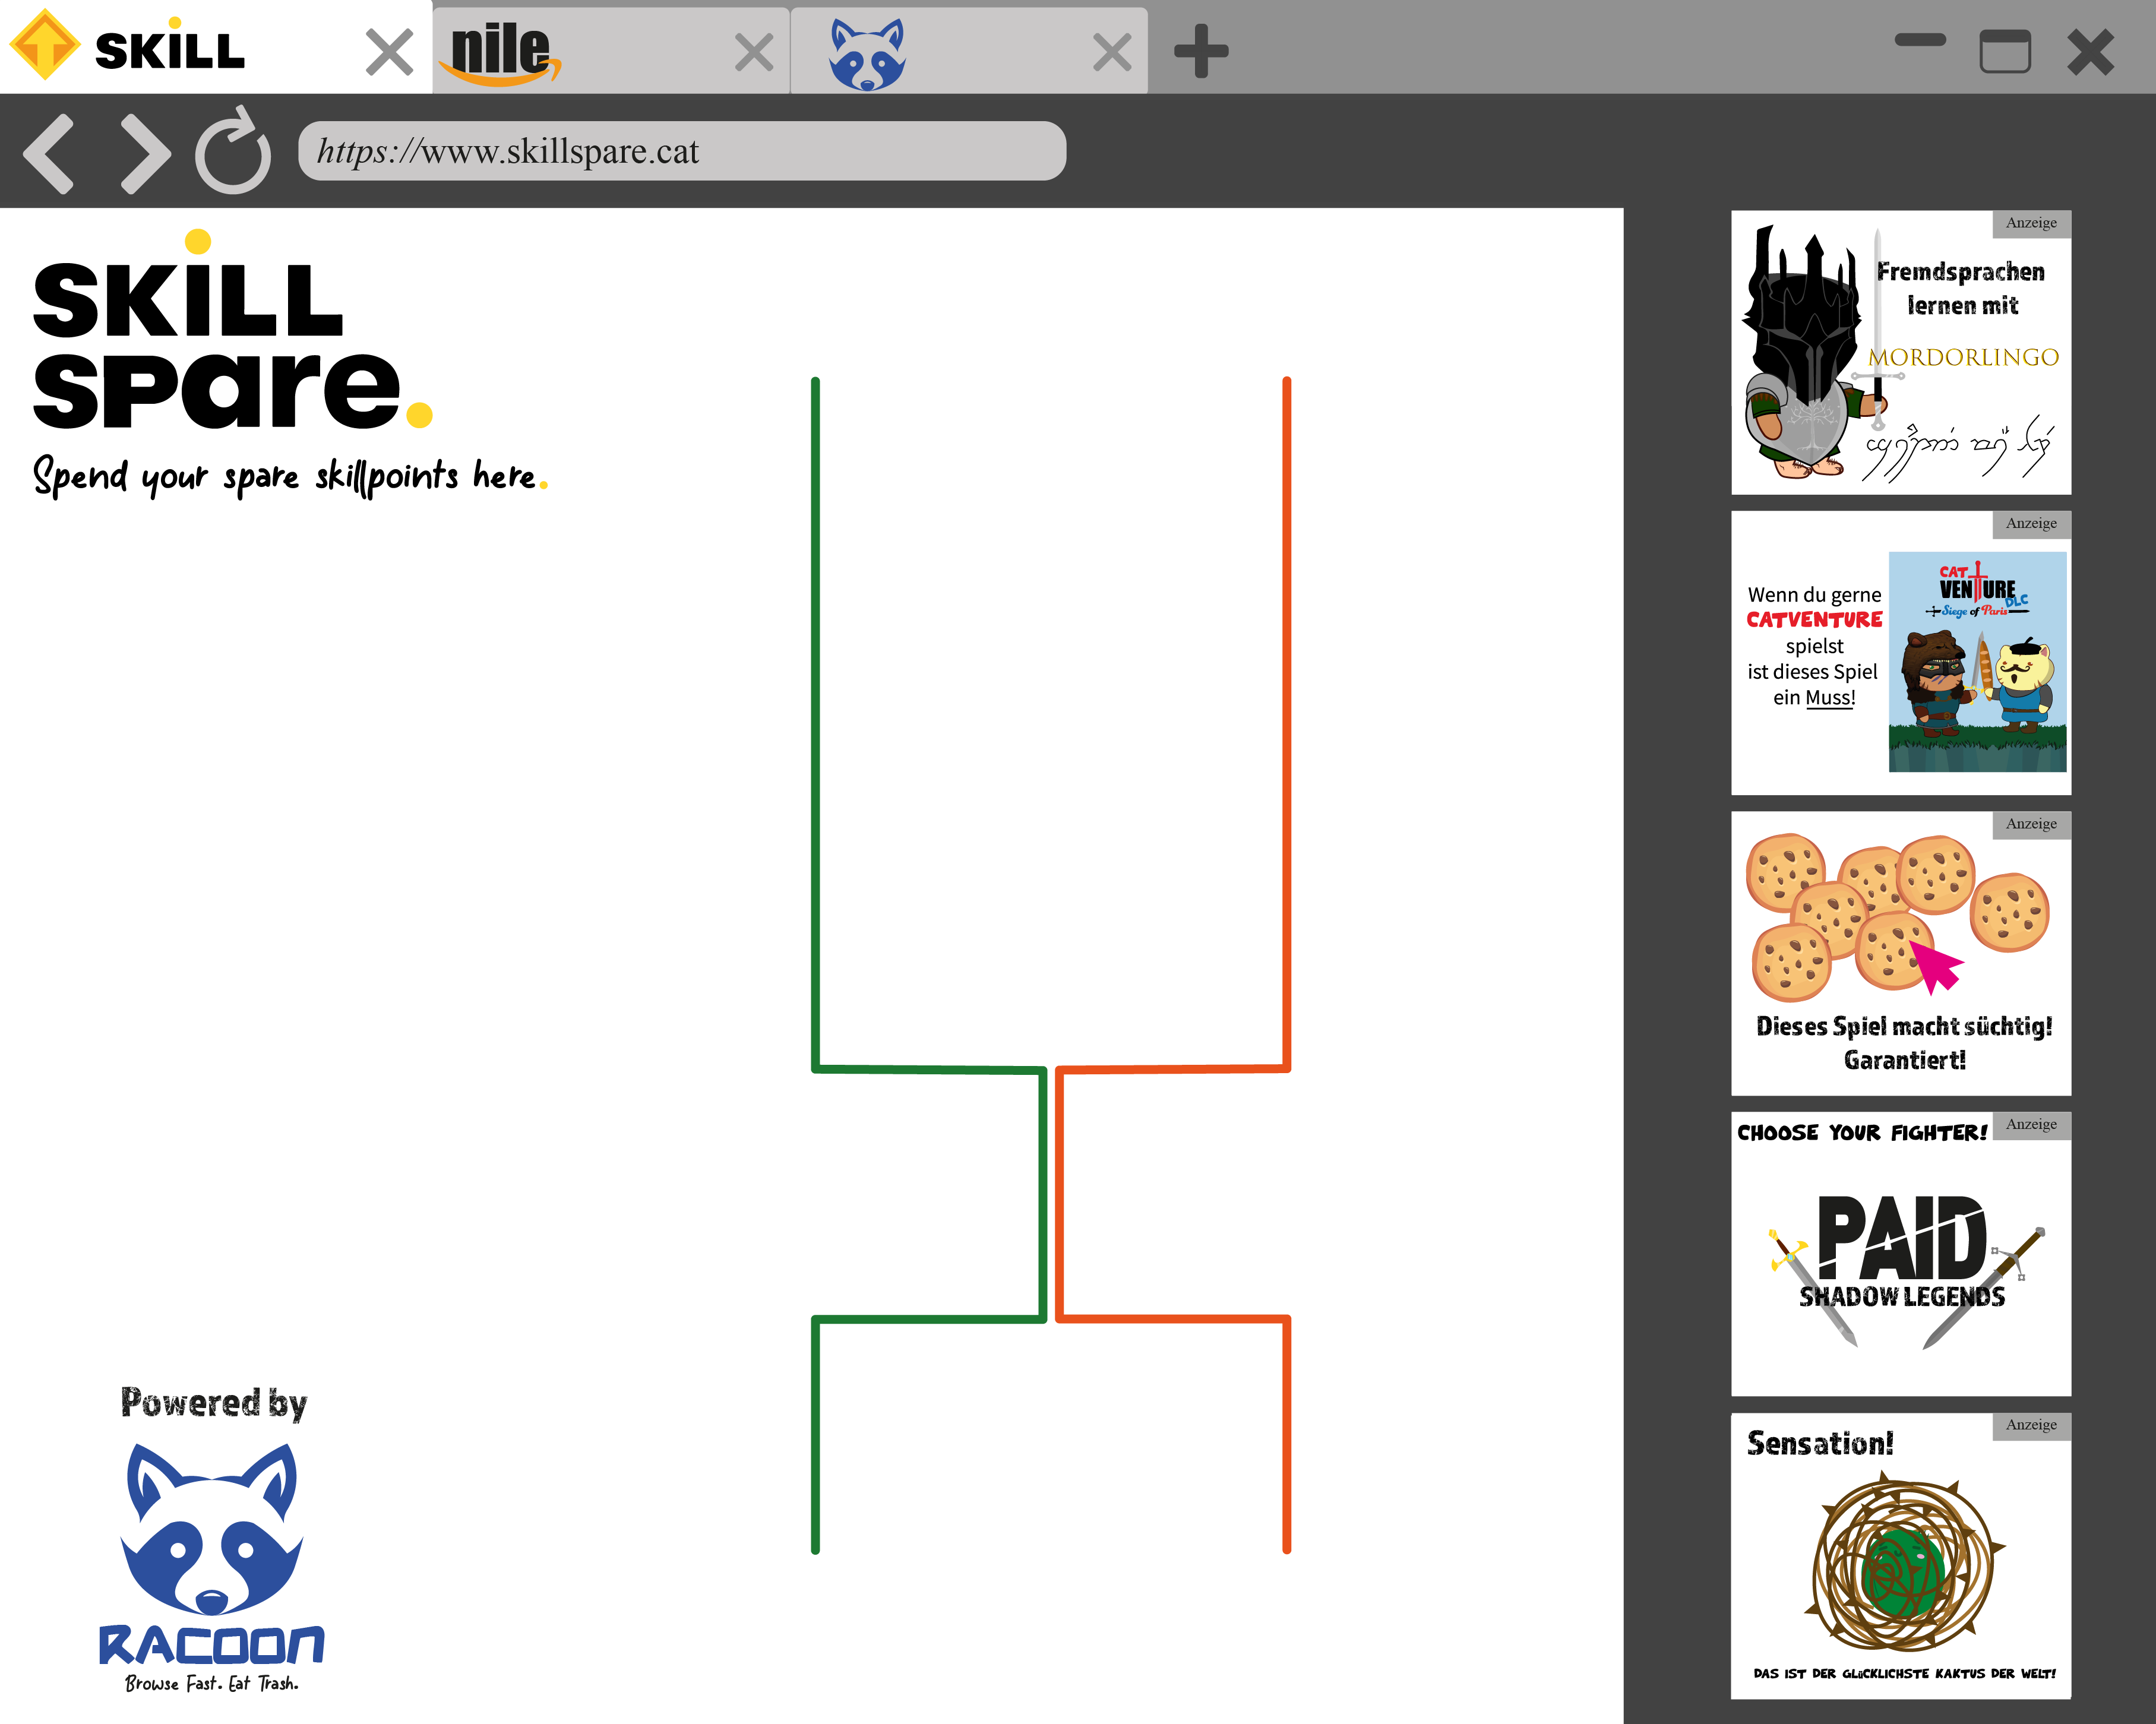 SKiLL
nile
https://www.skillspare.cat
SKiLL
SPare.
Spend your spare skillpoints here.
Powered by
RACOON
Browse Fast. Eat Trash.
Anzeige
Fremdsprachen
lernen mit
MORDORLINGO
Anzeige
Wenn du gerne
CATVENTURE
spielst
ist dieses Spiel
ein Muss!
CAT
VENTURE
DLC
Siege of Paris
Anzeige
Dieses Spiel macht süchtig!
Garantiert!
Anzeige
CHOOSE YOUR FIGHTER!
PAID
SHADOW LEGENDS
Anzeige
Sensation!
DAS IST DER GLüCKLICHSTE KAKTUS DER WELT!